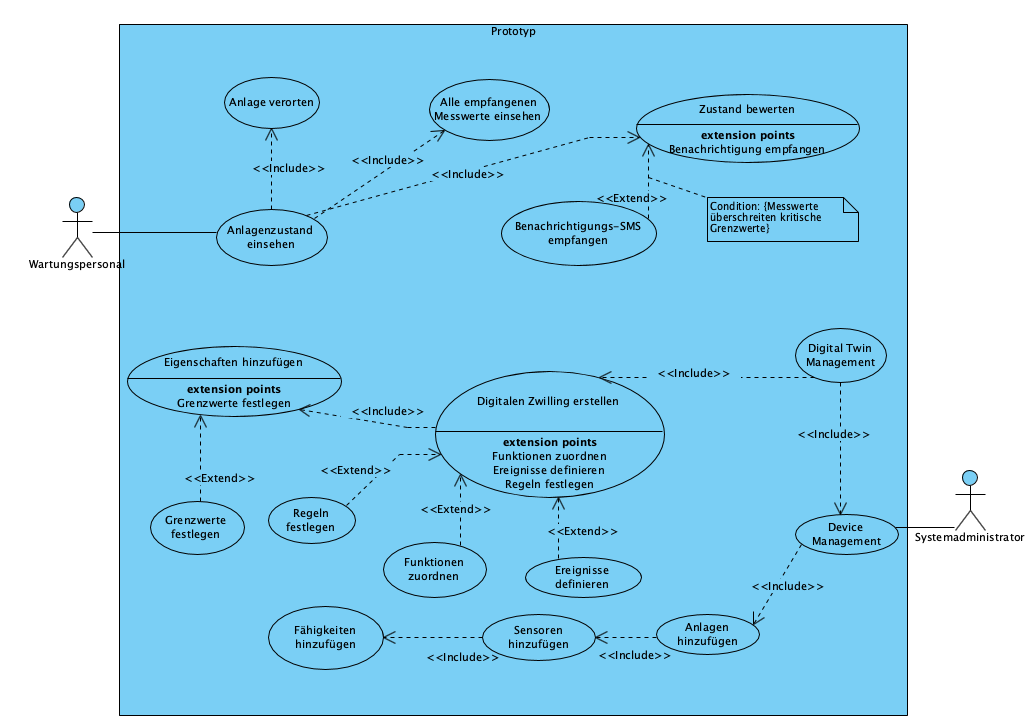 Prototyp
Anlage verorten
Alle empfangenen
Messwerte einsehen
Zustand bewerten
extension points
Benachrichtigung empfangen
<<Include>>
<<Include>>
<<Include>>
<<Extend>>
Condition: {Messwerte
überschreiten kritische
Grenzwerte}
Benachrichtigungs-SMS
empfangen
Anlagenzustand
einsehen
Wartungspersonal
Eigenschaften hinzufügen
extension points
Grenzwerte festlegen
Digital Twin
Management
<<Include>>
Digitalen Zwilling erstellen
extension points
Funktionen zuordnen
Ereignisse definieren
Regeln festlegen
<<Include>>
<<Include>>
<<Extend>>
<<Extend>>
<<Extend>>
<<Extend>>
Grenzwerte
festlegen
Regeln
festlegen
Funktionen
zuordnen
Ereignisse
definieren
Device
Management
Systemadministrator
<<Include>>
Fähigkeiten
hinzufügen
Sensoren
hinzufügen
Anlagen
hinzufügen
<<Include>>
<<Include>>